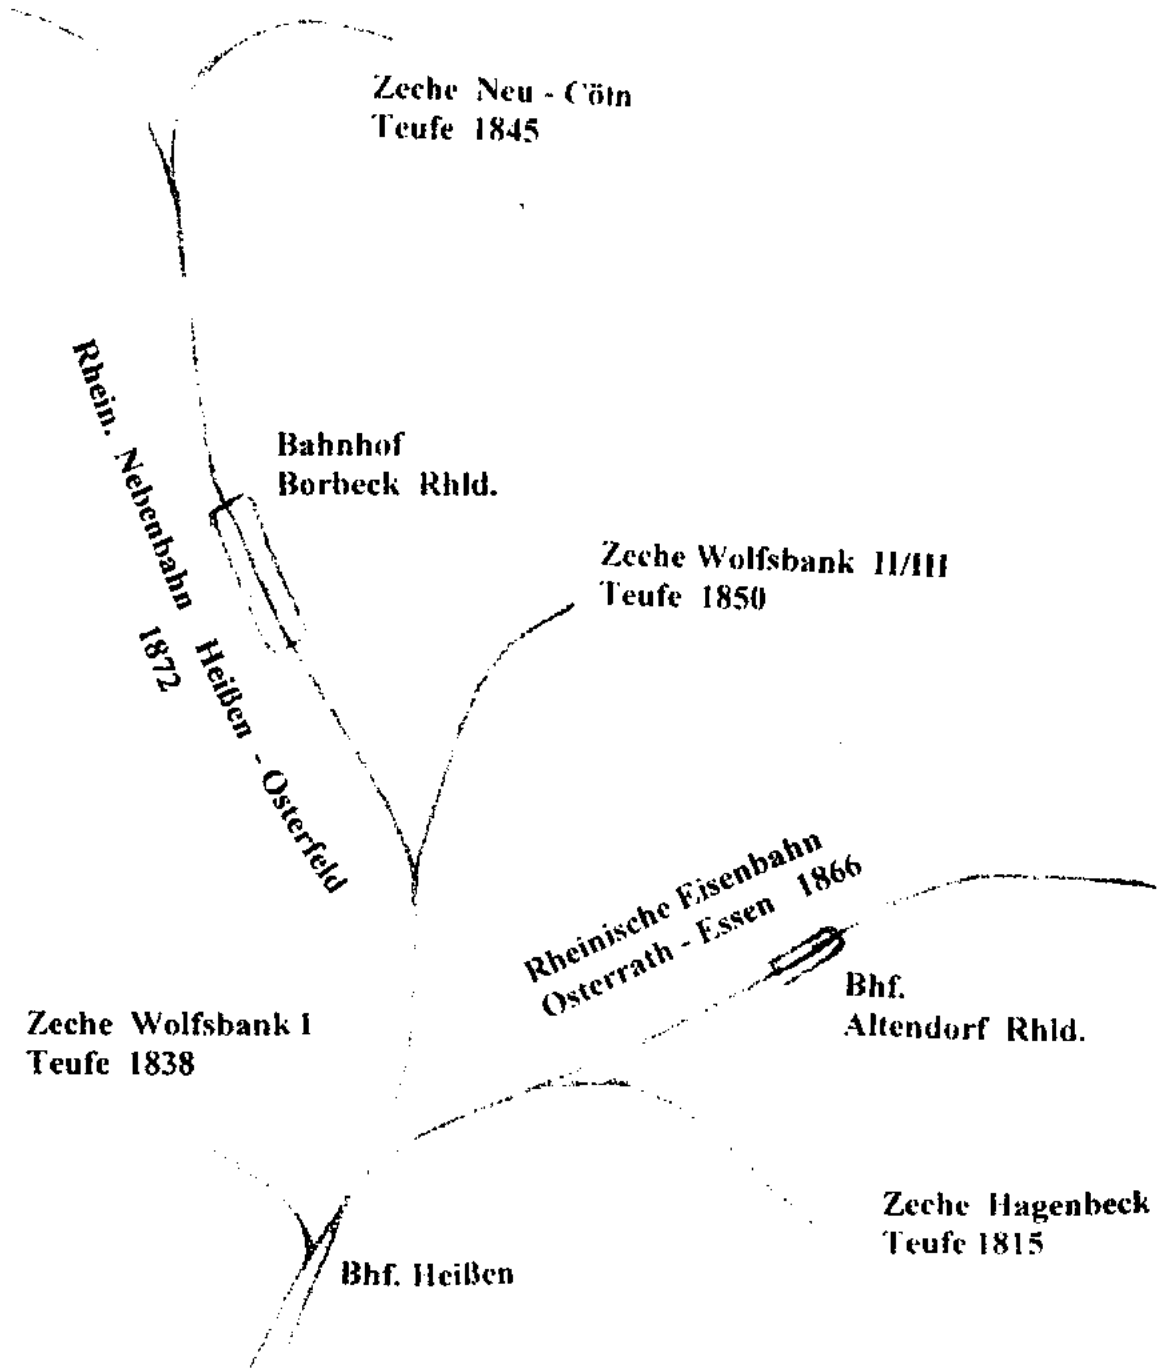 Zeche Neu - Cöln
Teufe 1845
Rhein. Nebenbahn Heißen - Osterfeld
1872
Bahnhof
Borbeck Rhld.
Zeche Wolfsbank II/III
Teufe 1850
Rheinische Eisenbahn
Osterrath - Essen 1866
Bhf.
Altendorf Rhld.
Zeche Wolfsbank I
Teufe 1838
Zeche Hagenbeck
Teufe 1815
Bhf. Heißen